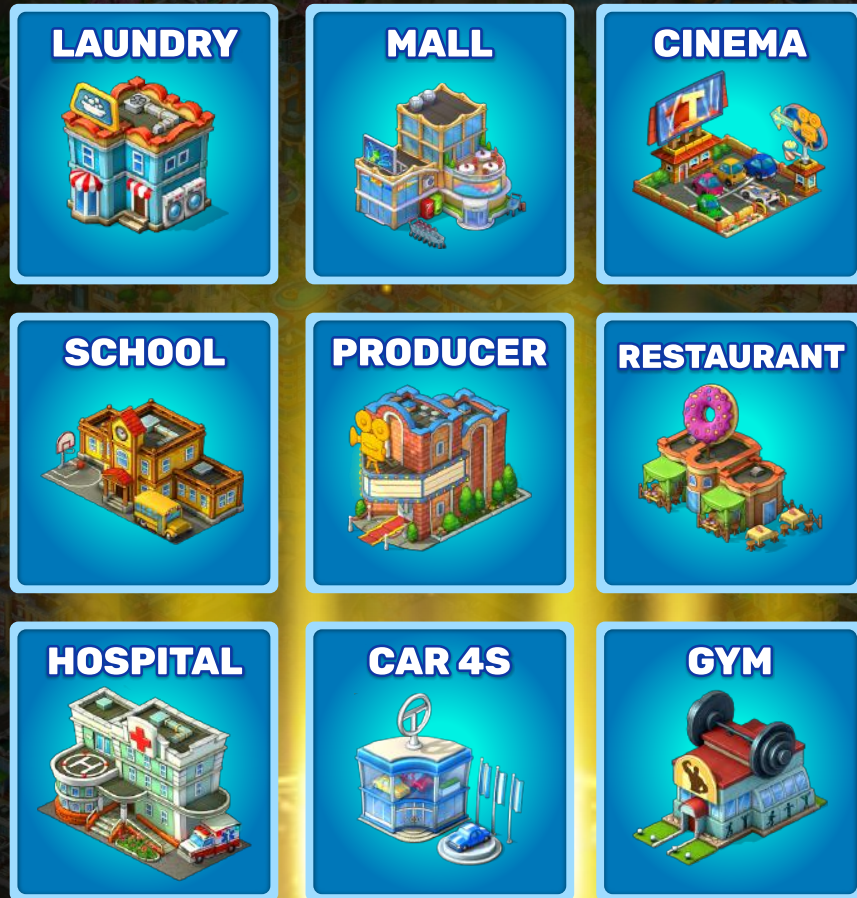 LAUNDRY
MALL
CINEMA
T
SCHOOL
PRODUCER
RESTAURANT
HOSPITAL
H
CAR 4S
GYM